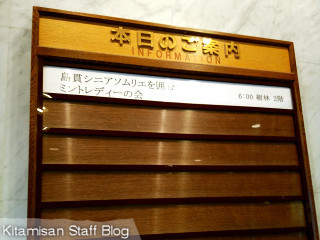 本日のご案内
INFORMATION
島貫シニアソムリエを囲む
ミントレディーの会
6:00 樹林 2階
Kitamisan Staff Blog